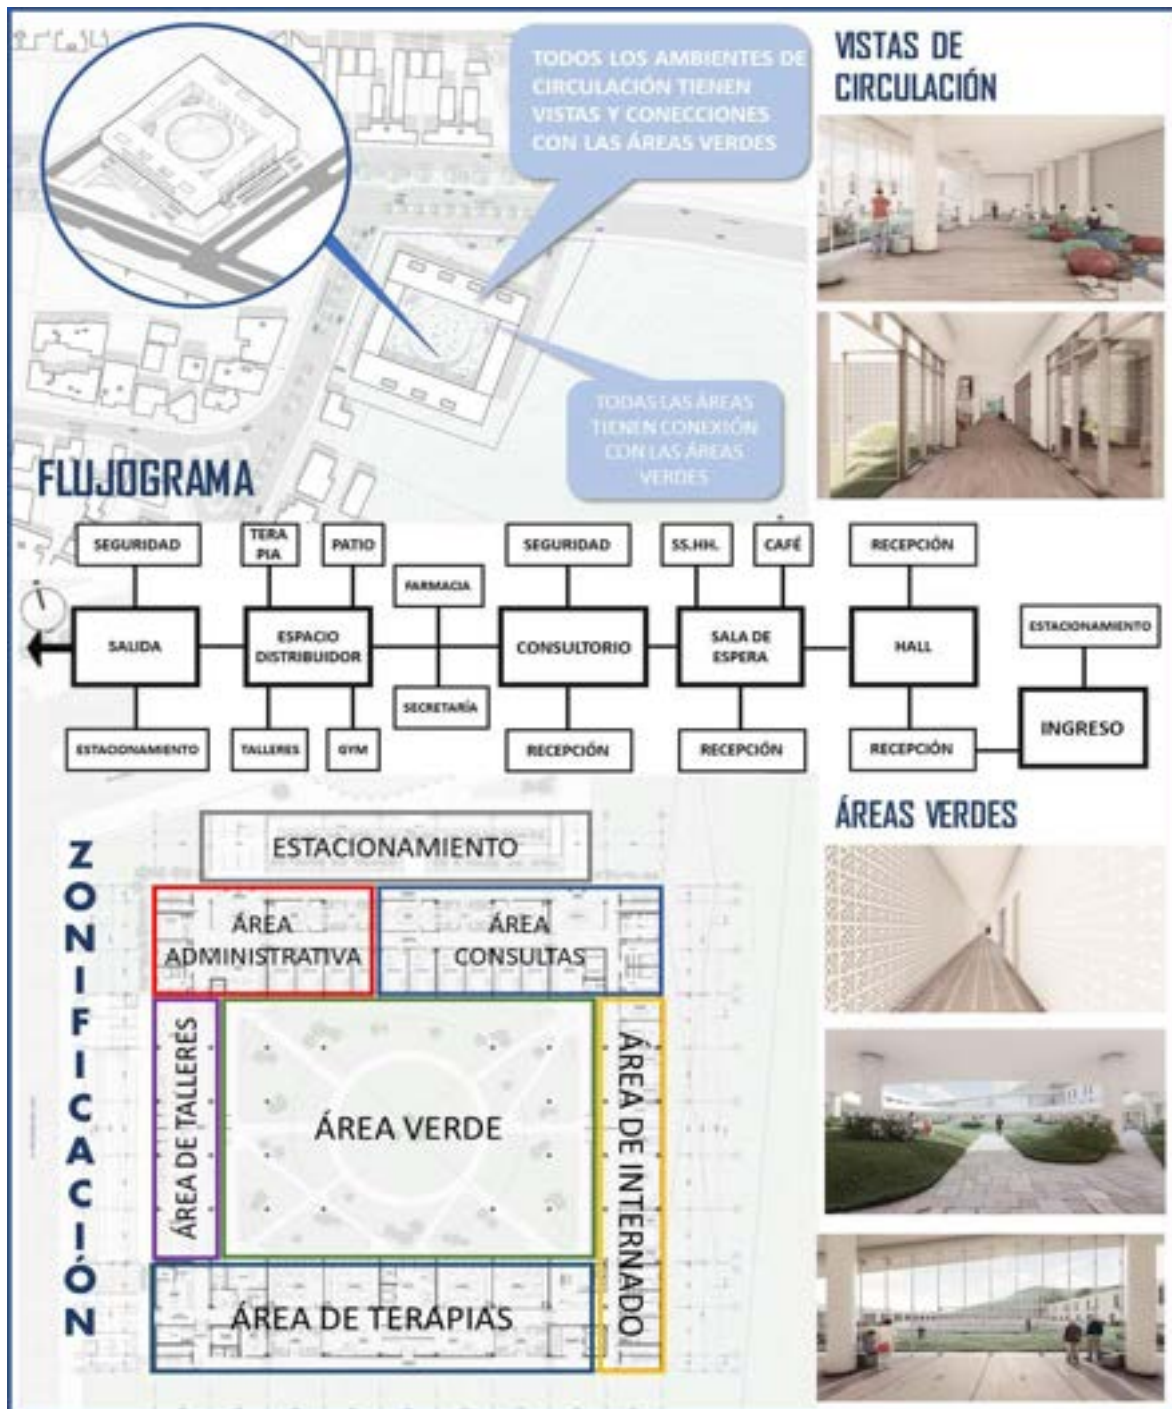 VISTAS DE
CIRCULACIÓN
TODOS LOS AMBIENTES DE
CIRCULACIÓN TIENEN
VISTAS Y CONECCIONES
CON LAS ÁREAS VERDES
TODAS LAS ÁREAS
TIENEN CONEXIÓN
CON LAS ÁREAS
VERDES
FLUJOGRAMA
SEGURIDAD
TERA
PIA
PATIO
FARMACIA
SEGURIDAD
SS.HH.
CAFÉ
RECEPCIÓN
ESTACIONAMIENTO
SALIDA
ESPACIO
DISTRIBUIDOR
CONSULTORIO
SALA DE
ESPERA
HALL
INGRESO
SECRETARÍA
ESTACIONAMIENTO
TALLERES
GYM
RECEPCIÓN
RECEPCIÓN
RECEPCIÓN
ZONIFICACIÓN
ESTACIONAMIENTO
ÁREA
ADMINISTRATIVA
ÁREA
CONSULTAS
ÁREA DE TALLERES
ÁREA VERDE
ÁREA DE INTERNADO
ÁREA DE TERAPIAS
ÁREAS VERDES